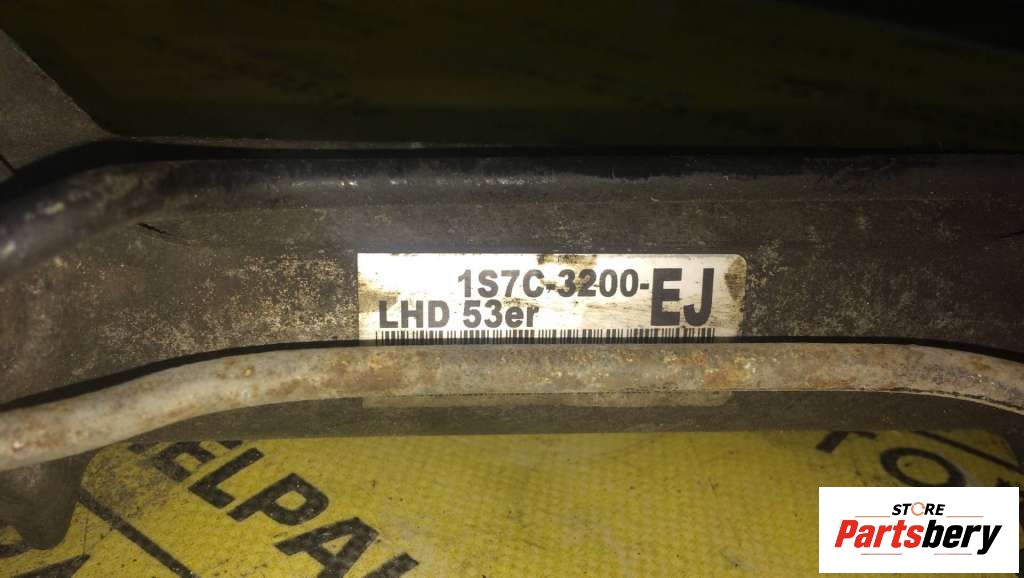 1S7C-3200-EJ
LHD 53er
STORE
Partsbery